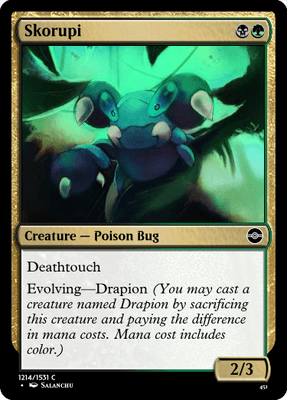 Skorupi
Creature — Poison Bug
Deathtouch
Evolving—Drapion (You may cast a
creature named Drapion by sacrificing
this creature and paying the difference
in mana costs. Mana cost includes
color.)
2/3
1214/1531 C
• Salanchu